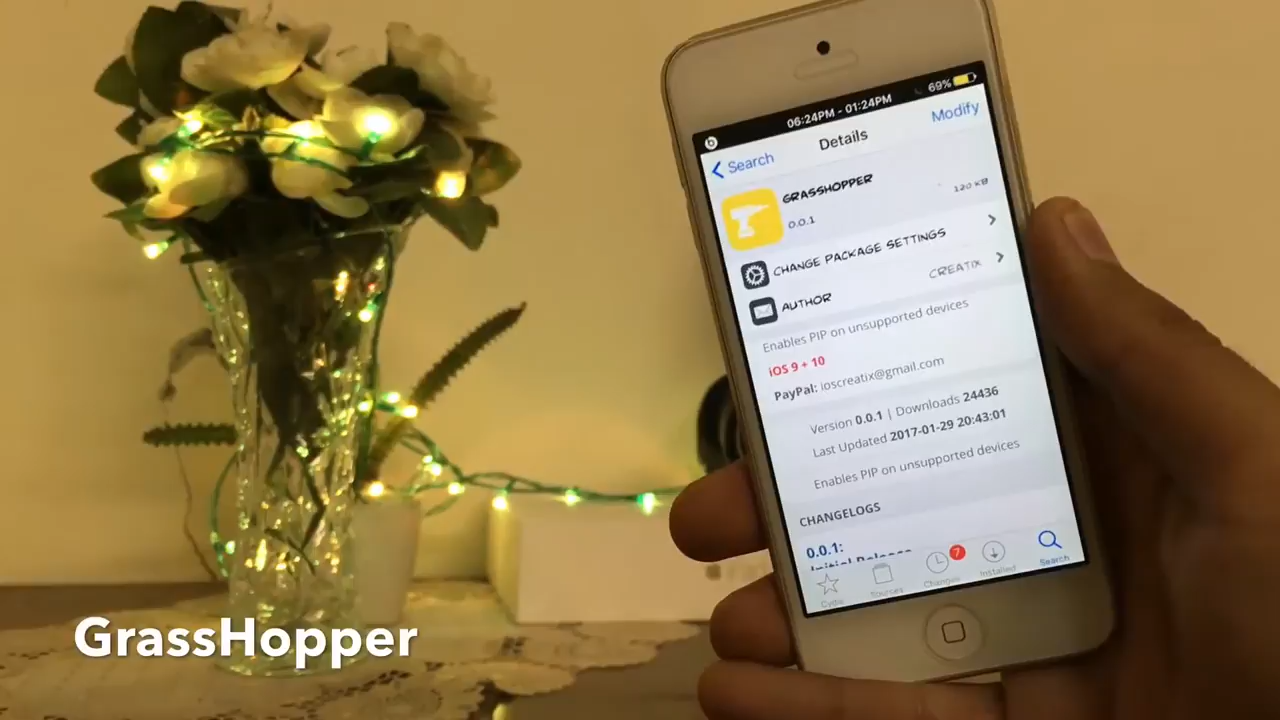 06:24PM - 01:24PM
69%
Search
Details
Modify
GRASSHOPPER
0.0.1
120 KB
CHANGE PACKAGE SETTINGS
AUTHOR
CREATIX
Enables PIP on unsupported devices
iOS 9 + 10
PayPal: ioscreatix@gmail.com
Version 0.0.1 | Downloads 24436
Last Updated 2017-01-29 20:43:01
Enables PIP on unsupported devices
CHANGELOGS
0.0.1:
Initial Release
7
Cydia
Sources
Changes
Installed
Search
GrassHopper